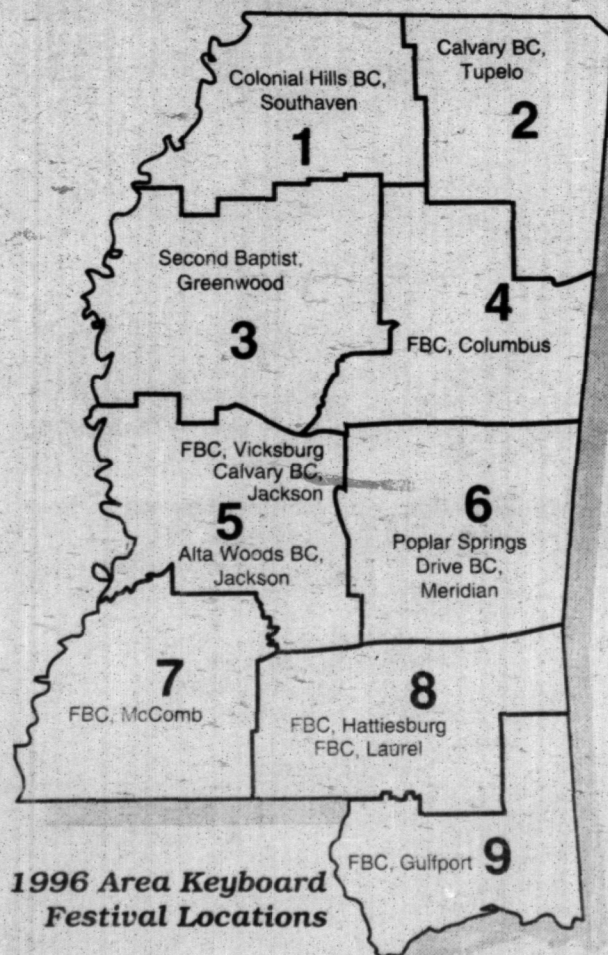 Colonial Hills BC,
Southaven
1
Calvary BC,
Tupelo
2
Second Baptist,
Greenwood
3
4
FBC, Columbus
FBC, Vicksburg
Calvary BC,
Jackson
5
Alta Woods BC,
Jackson
6
Poplar Springs
Drive BC,
Meridian
7
FBC, McComb
8
FBC, Hattiesburg
FBC, Laurel
FBC, Gulfport 9
1996 Area Keyboard
Festival Locations